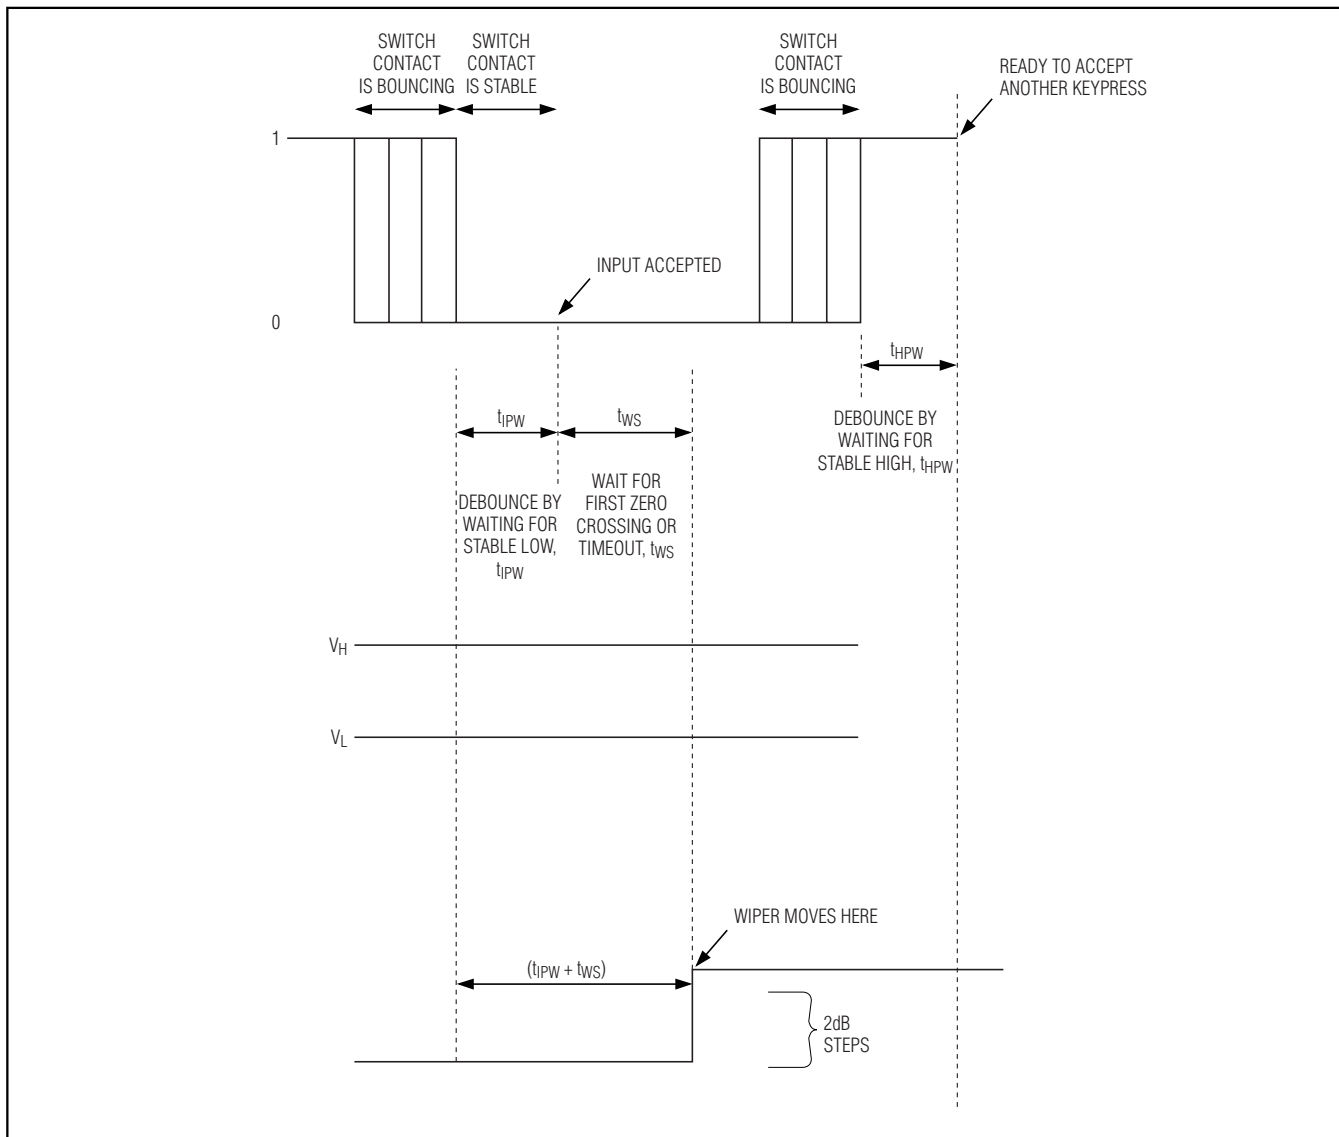 SWITCH
CONTACT
IS BOUNCING
SWITCH
CONTACT
IS STABLE
SWITCH
CONTACT
IS BOUNCING
READY TO ACCEPT
ANOTHER KEYPRESS
1
INPUT ACCEPTED
0
tHPW
DEBOUNCE BY
WAITING FOR
STABLE HIGH, tHPW
tIPW
tWS
DEBOUNCE BY
WAITING FOR
STABLE LOW,
tIPW
WAIT FOR
FIRST ZERO
CROSSING OR
TIMEOUT, tWS
VH
VL
WIPER MOVES HERE
(tIPW + tWS)
2dB
STEPS